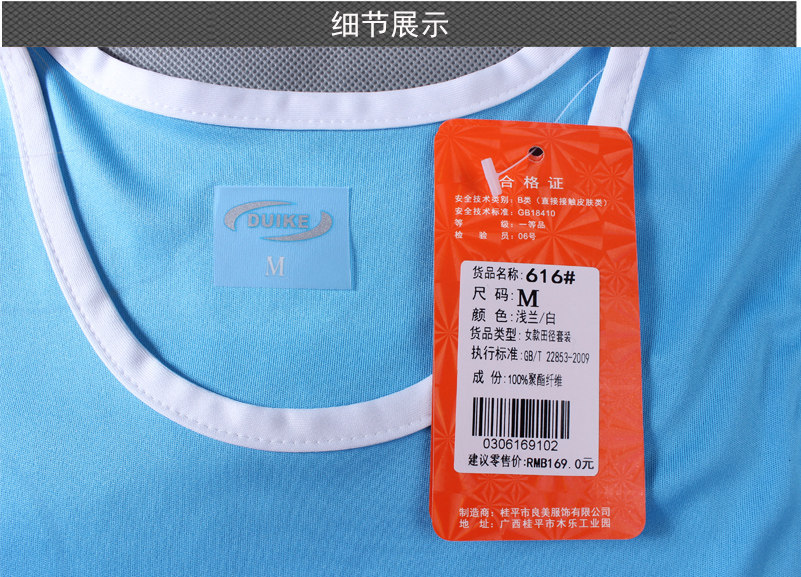 细节展示
DUIKE
M
合格证
安全技术类别：B类（直接接触皮肤类）
安全技术标准：GB18410
等 级：一等品
检 验 员：06号
货品名称：616#
尺 码：M
颜 色：浅兰/白
货品类型：女款田径套装
执行标准：GB/T 22853-2009
成 份：100%聚酯纤维
0306169102
建议零售价：RMB169.0元
制造商：桂平市良美服饰有限公司
地 址：广西桂平市木乐工业园